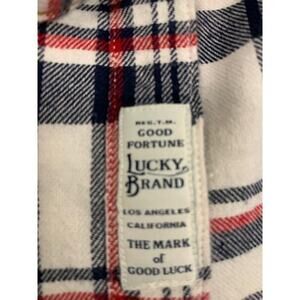 REG.T.M.
GOOD
FORTUNE
LUCKY
BRAND
LOS ANGELES
CALIFORNIA
THE MARK
of
GOOD LUCK